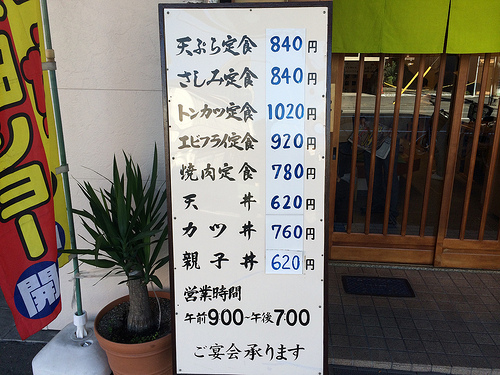 天ぷら定食 840円
さしみ定食 840円
トンカツ定食 1020円
エビフライ定食 920円
焼肉定食 780円
天丼 620円
カツ丼 760円
親子丼 620円
営業時間
午前9:00~午後7:00
ご宴会承ります
ョー
開